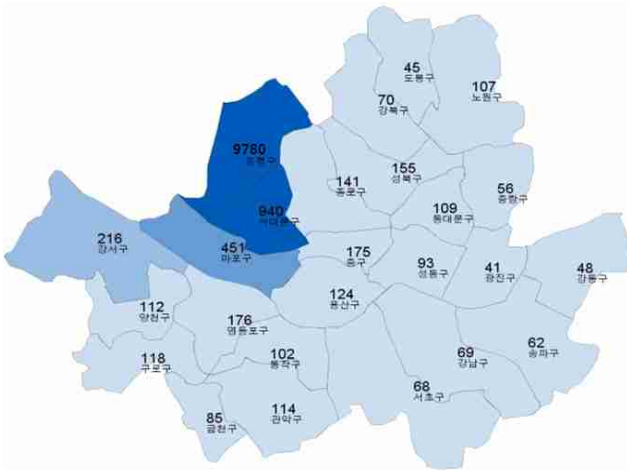 45
도봉구
107
노원구
70
강북구
9780
은평구
155
성북구
141
종로구
56
중랑구
940
서대문구
109
동대문구
216
강서구
451
마포구
175
중구
93
성동구
41
광진구
48
강동구
124
용산구
112
양천구
176
영등포구
62
송파구
102
동작구
69
강남구
118
구로구
68
서초구
85
금천구
114
관악구